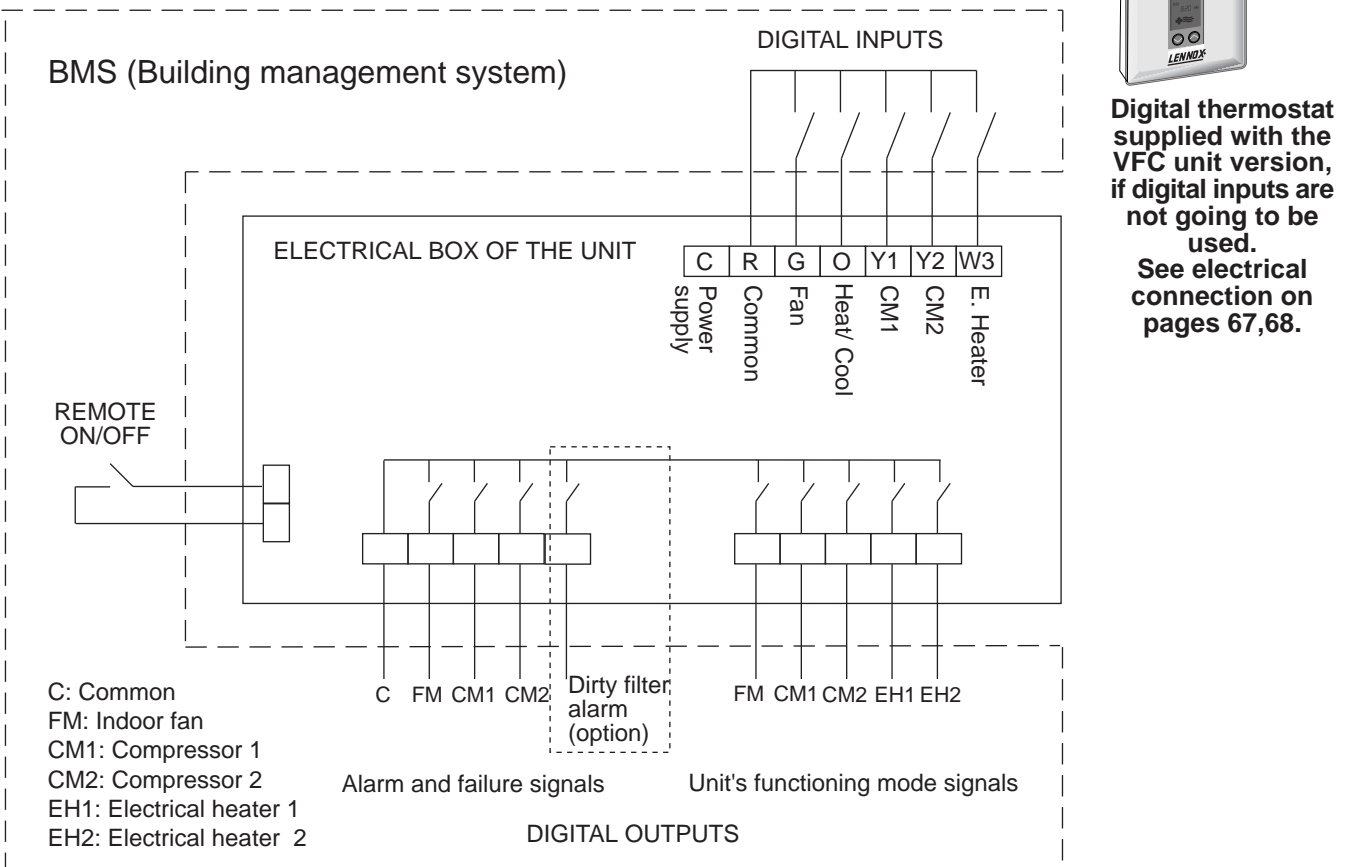 DIGITAL INPUTS
BMS (Building management system)
LENNOX
Digital thermostat
supplied with the
VFC unit version,
if digital inputs are
not going to be
used.
See electrical
connection on
pages 67,68.
ELECTRICAL BOX OF THE UNIT
C R G O Y1 Y2 W3
Power
supply
Common
Fan
Heat/ Cool
CM1
CM2
E. Heater
REMOTE
ON/OFF
C FM CM1 CM2
Dirty filter
alarm
(option)
FM CM1 CM2 EH1 EH2
C: Common
FM: Indoor fan
CM1: Compressor 1
CM2: Compressor 2
EH1: Electrical heater 1
EH2: Electrical heater 2
Alarm and failure signals
Unit's functioning mode signals
DIGITAL OUTPUTS